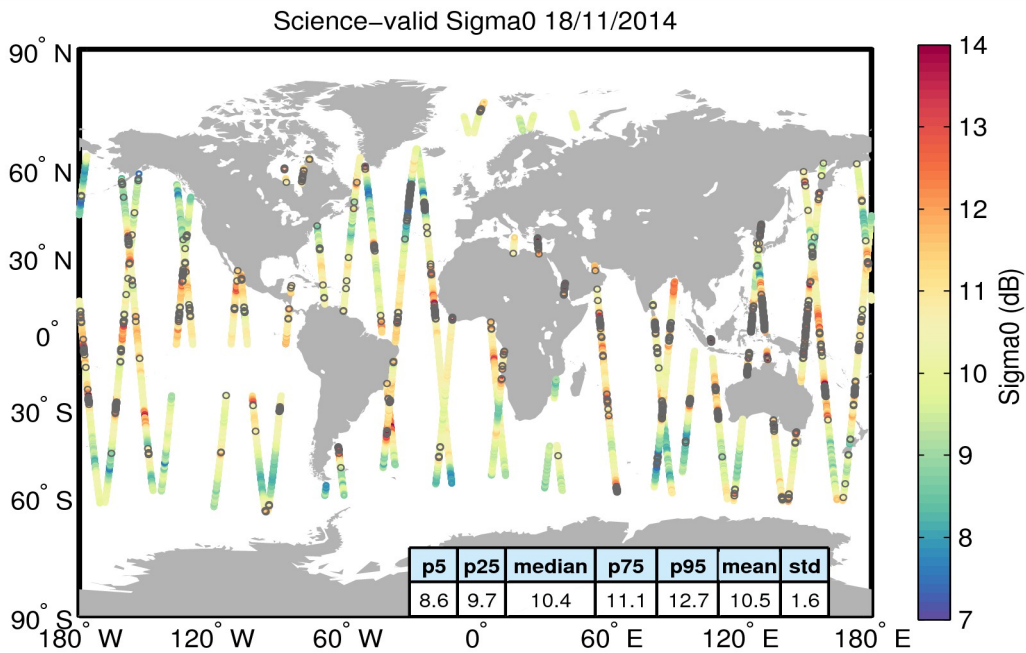 Science−valid Sigma0 18/11/2014
90° N
60° N
30° N
0°
30° S
60° S
90° S
180° W
120° W
60° W
0°
60° E
120° E
180° E
p5 p25 median p75 p95 mean std
8.6 9.7 10.4 11.1 12.7 10.5 1.6
14
13
12
11
10
9
8
7
Sigma0 (dB)